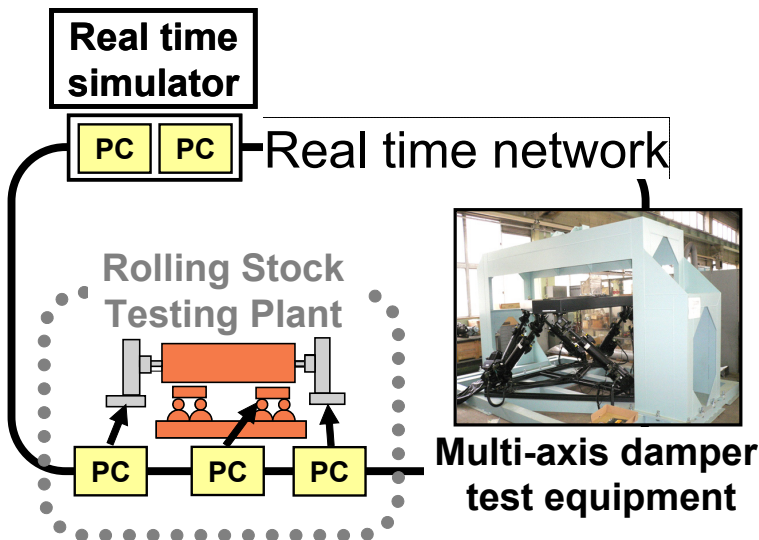 Real time
simulator
PC PC
Real time network
Rolling Stock
Testing Plant
PC PC PC
Multi-axis damper
test equipment